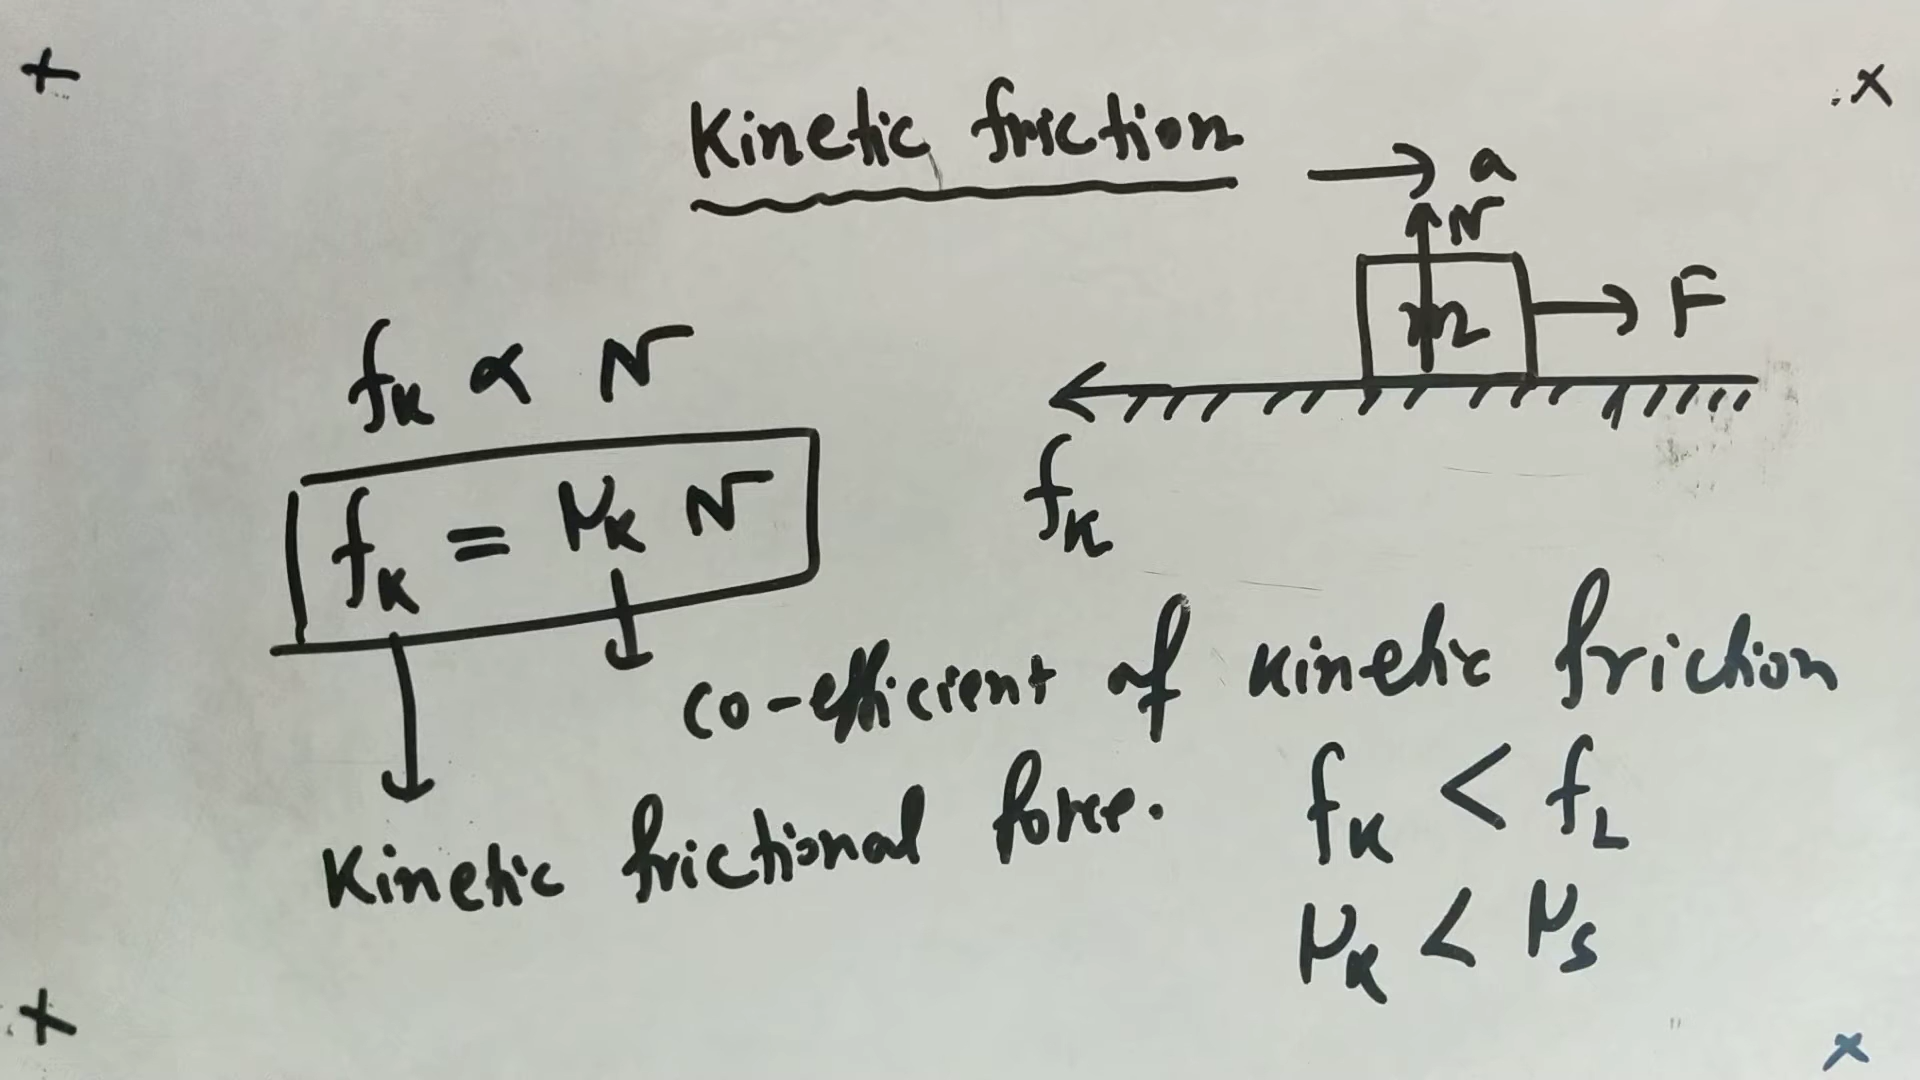 Kinetic friction
a
N
m
F
fk ∝ N
fk
fk = μk N
co-efficient of kinetic friction
Kinetic frictional force.
fk < fL
μk < μs